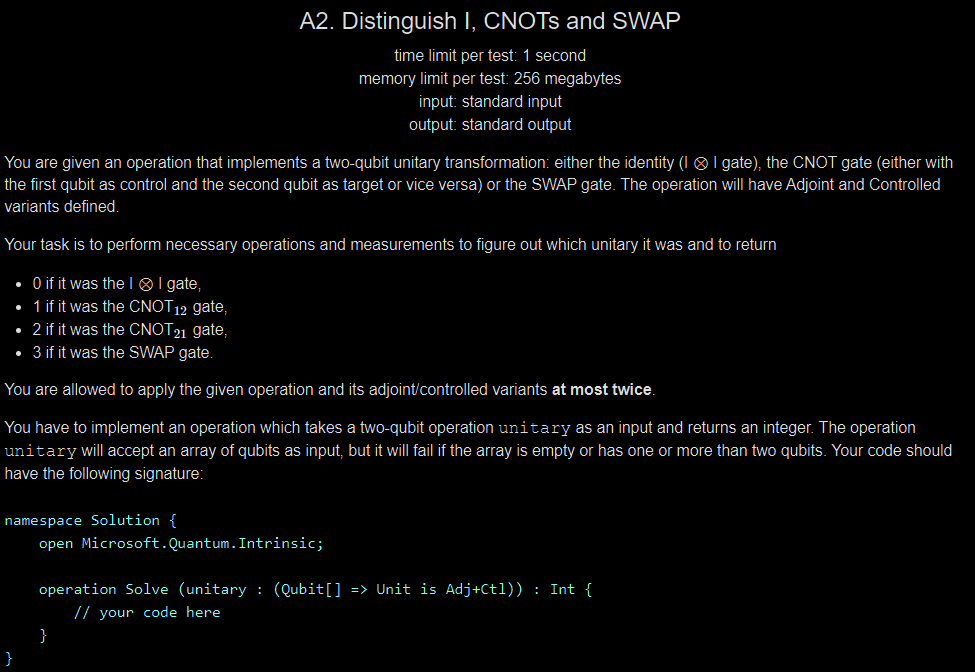 A2. Distinguish I, CNOTs and SWAP
time limit per test: 1 second
memory limit per test: 256 megabytes
input: standard input
output: standard output
You are given an operation that implements a two-qubit unitary transformation: either the identity (I ⊗ I gate), the CNOT gate (either with
the first qubit as control and the second qubit as target or vice versa) or the SWAP gate. The operation will have Adjoint and Controlled
variants defined.
Your task is to perform necessary operations and measurements to figure out which unitary it was and to return
• 0 if it was the I ⊗ I gate,
• 1 if it was the CNOT₁₂ gate,
• 2 if it was the CNOT₂₁ gate,
• 3 if it was the SWAP gate.
You are allowed to apply the given operation and its adjoint/controlled variants at most twice.
You have to implement an operation which takes a two-qubit operation unitary as an input and returns an integer. The operation
unitary will accept an array of qubits as input, but it will fail if the array is empty or has one or more than two qubits. Your code should
have the following signature:
namespace Solution {
    open Microsoft.Quantum.Intrinsic;
    operation Solve (unitary : (Qubit[] => Unit is Adj+Ctl)) : Int {
        // your code here
    }
}